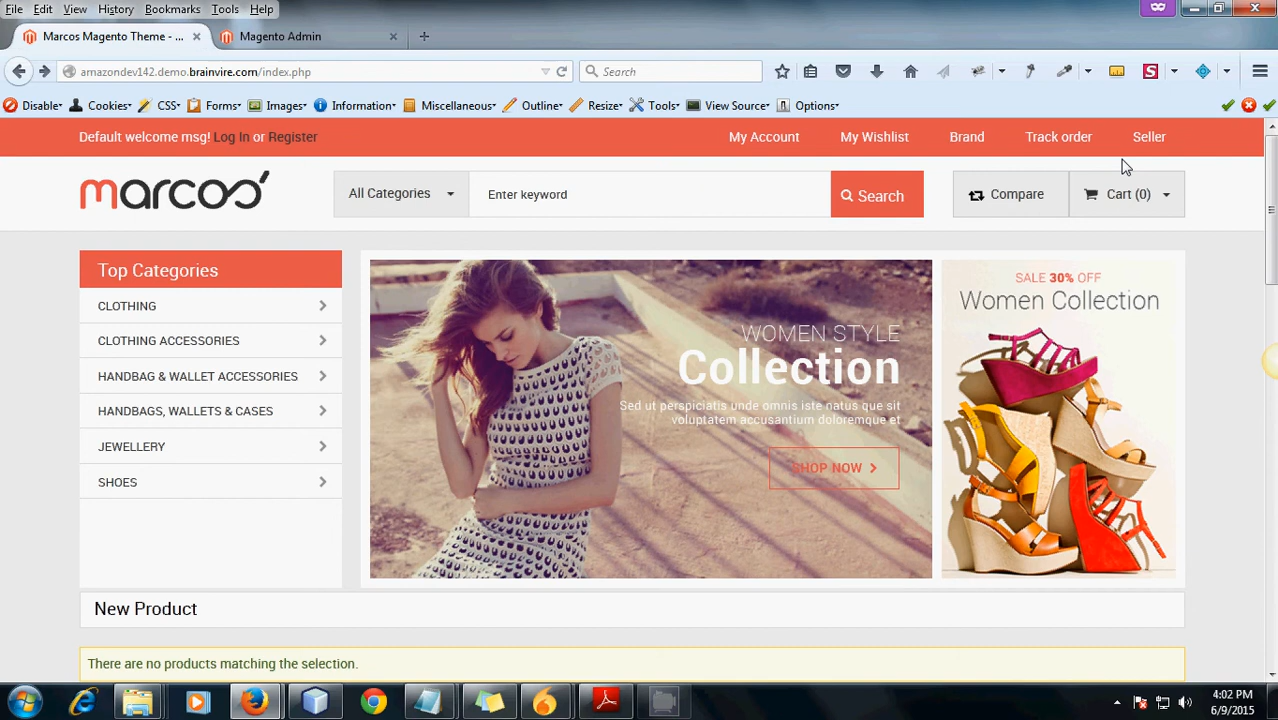 File Edit View History Bookmarks Tools Help
Marcos Magento Theme - ... × Magento Admin × +
amazondev142.demo.brainvire.com/index.php Search
Disable Cookies CSS Forms Images Information Miscellaneous Outline Resize Tools View Source Options
Default welcome msg! Log In or Register My Account My Wishlist Brand Track order Seller
marcos All Categories Enter keyword Search Compare Cart (0)
Top Categories
CLOTHING
CLOTHING ACCESSORIES
HANDBAG & WALLET ACCESSORIES
HANDBAGS, WALLETS & CASES
JEWELLERY
SHOES
WOMEN STYLE
Collection
Sed ut perspiciatis unde omnis iste natus que sit
voluptatem accusantium doloremque et
SHOP NOW
SALE 30% OFF
Women Collection
New Product
There are no products matching the selection.
4:02 PM
6/9/2015